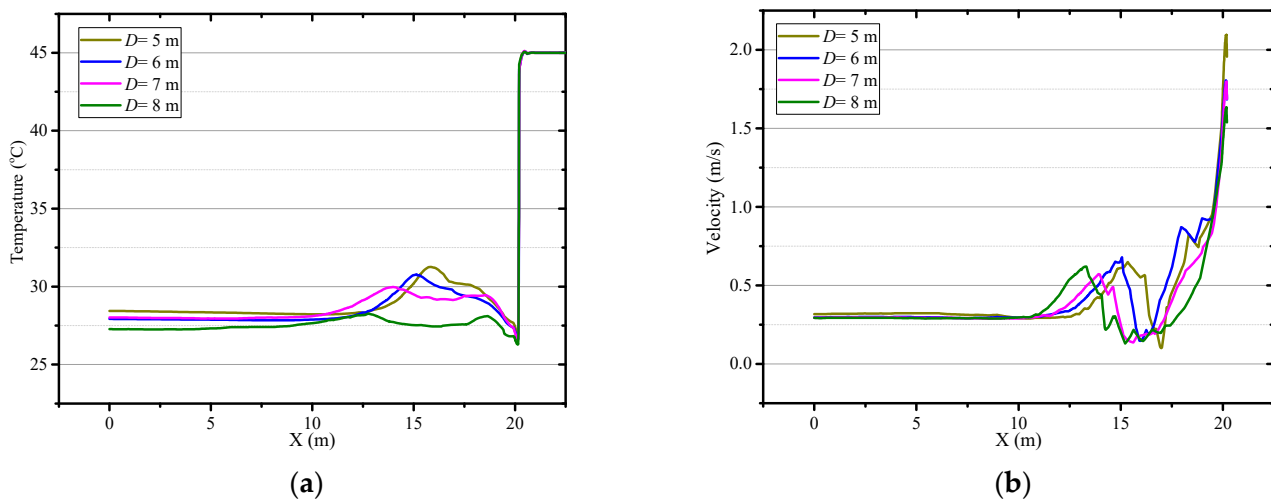 D= 5 m
D= 6 m
D= 7 m
D= 8 m
45
40
35
30
25
Temperature (°C)
0 5 10 15 20
X (m)
(a)
D= 5 m
D= 6 m
D= 7 m
D= 8 m
2.0
1.5
1.0
0.5
0.0
Velocity (m/s)
0 5 10 15 20
X (m)
(b)